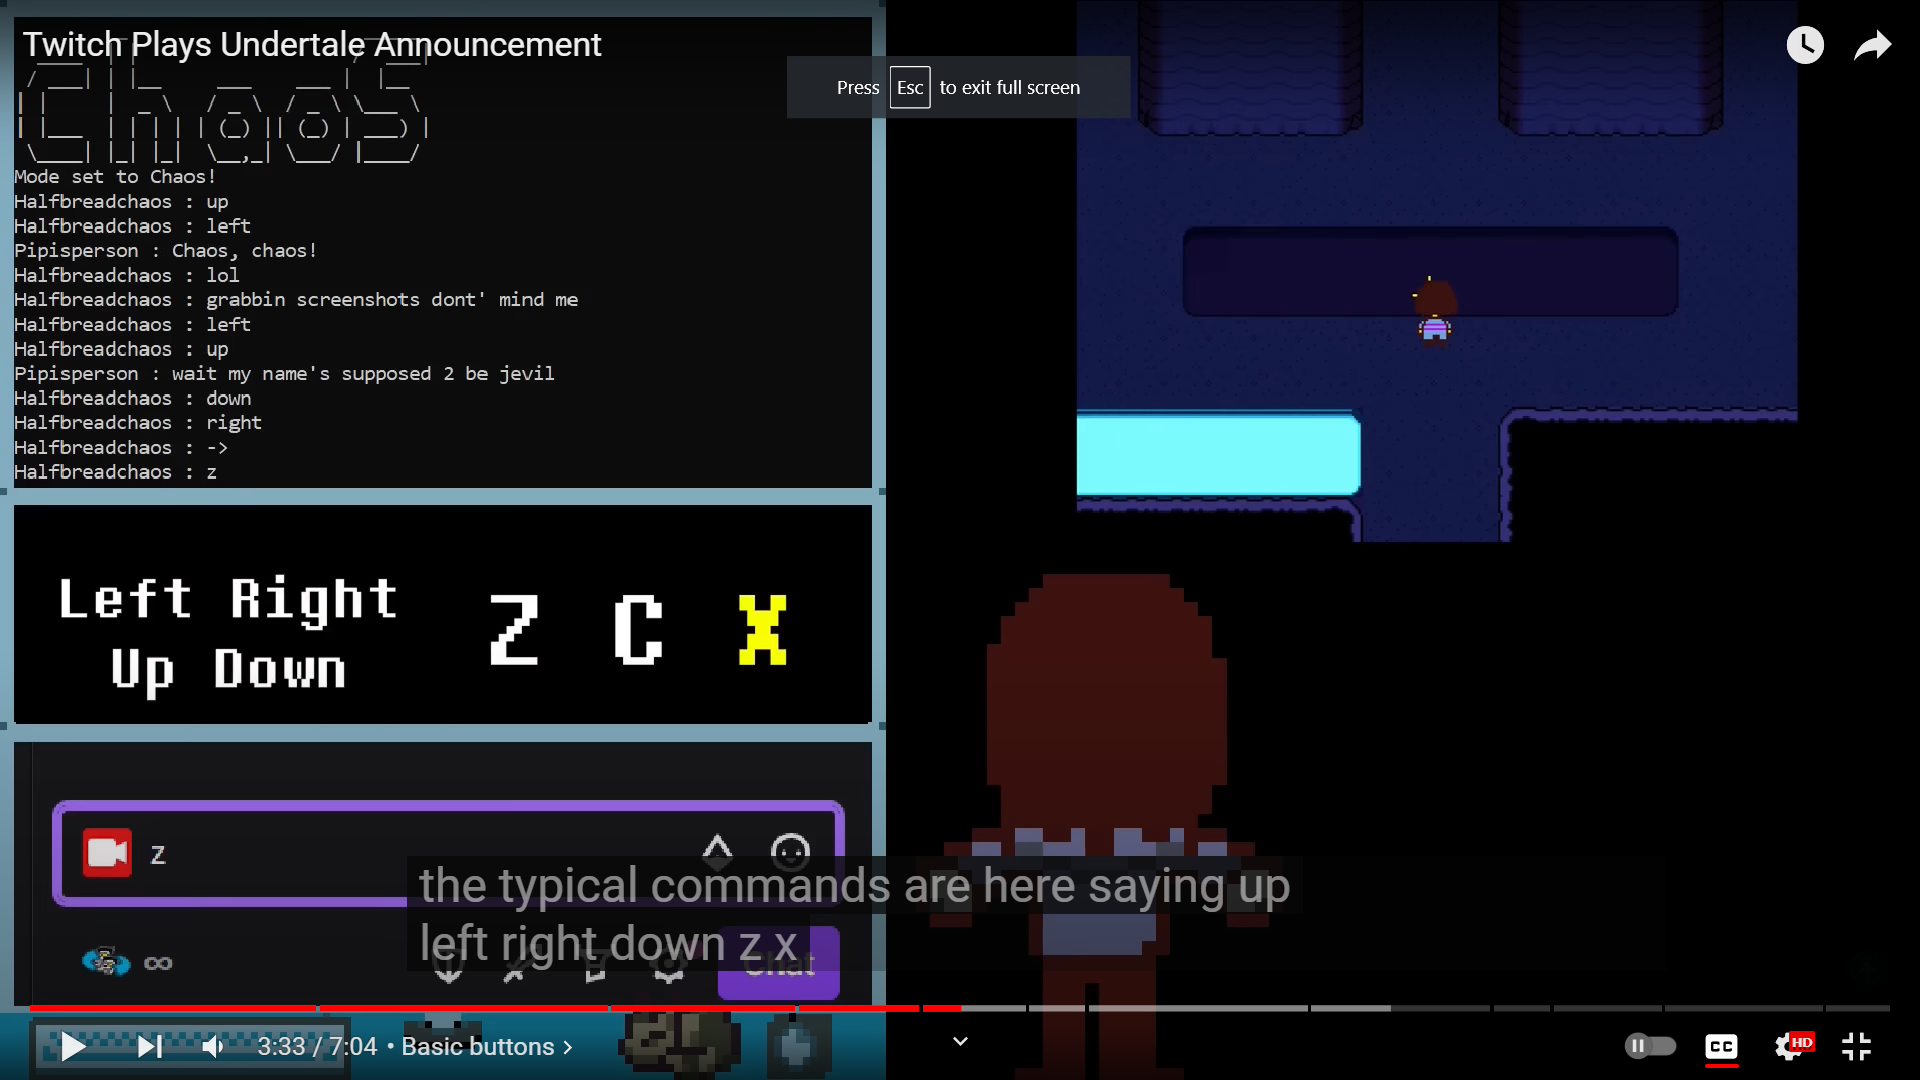 Twitch Plays Undertale Announcement
Press Esc to exit full screen
Chaos
Mode set to Chaos!
Halfbreadchaos : up
Halfbreadchaos : left
Pipisperson : Chaos, chaos!
Halfbreadchaos : lol
Halfbreadchaos : grabbin screenshots dont' mind me
Halfbreadchaos : left
Halfbreadchaos : up
Pipisperson : wait my name's supposed 2 be jevil
Halfbreadchaos : down
Halfbreadchaos : right
Halfbreadchaos : ->
Halfbreadchaos : z
Left Right
Up Down
Z C X
z
the typical commands are here saying up
left right down z x
∞
Chat
3:33 / 7:04 • Basic buttons >
CC
HD